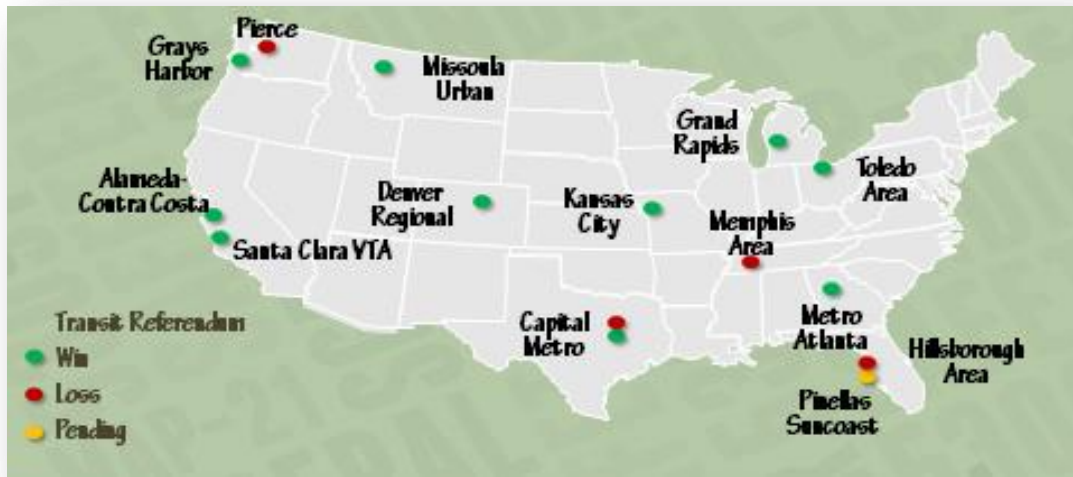 Pierce
Grays
Harbor
Missoula
Urban
Grand
Rapids
Toledo
Area
Alameda-
Contra Costa
Denver
Regional
Kansas
City
Memphis
Area
Santa Clara VTA
Capital
Metro
Metro
Atlanta
Hillsborough
Area
Pinellas
Suncoast
Transit Referendum
Win
Loss
Pending